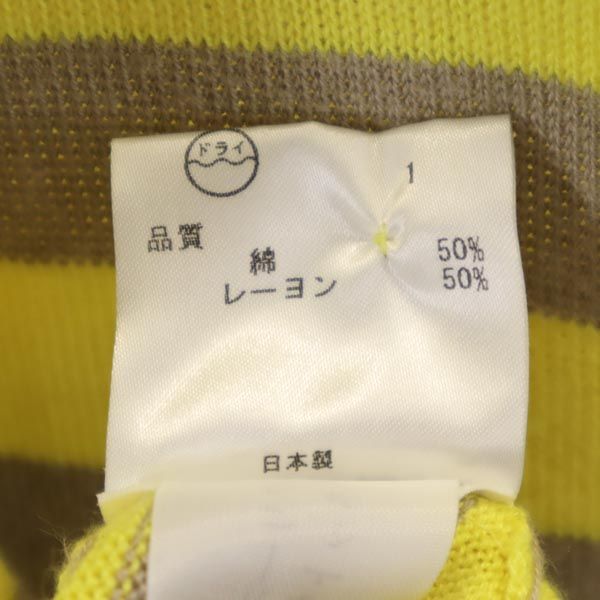 ドライ
1
品質
綿 50%
レーヨン 50%
日本製